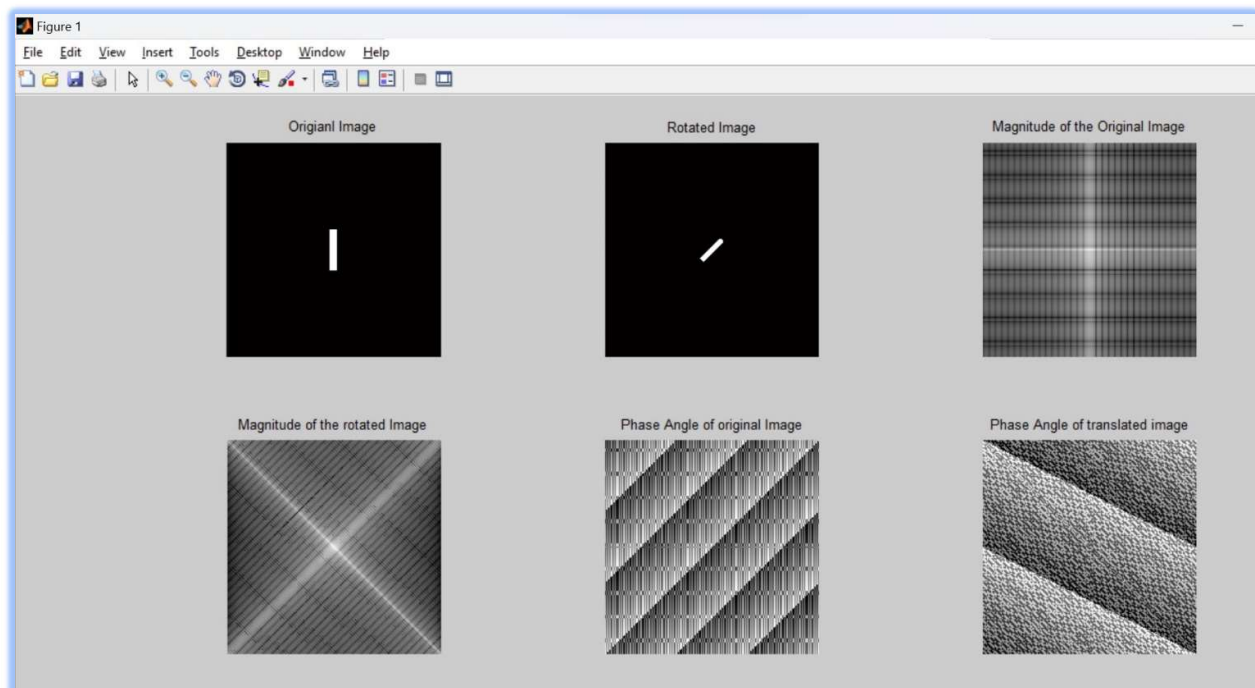 Figure 1
File Edit View Insert Tools Desktop Window Help
Origianl Image
Rotated Image
Magnitude of the Original Image
Magnitude of the rotated Image
Phase Angle of original Image
Phase Angle of translated image